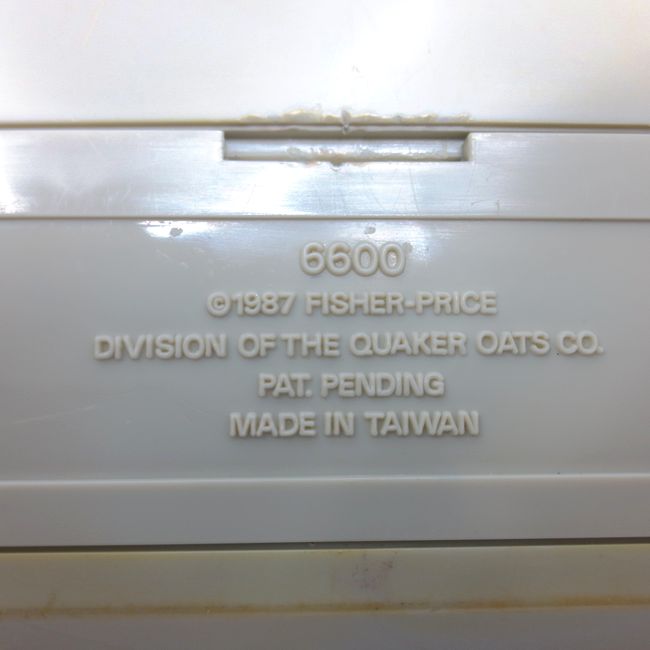 6600
©1987 FISHER-PRICE
DIVISION OF THE QUAKER OATS CO.
PAT. PENDING
MADE IN TAIWAN